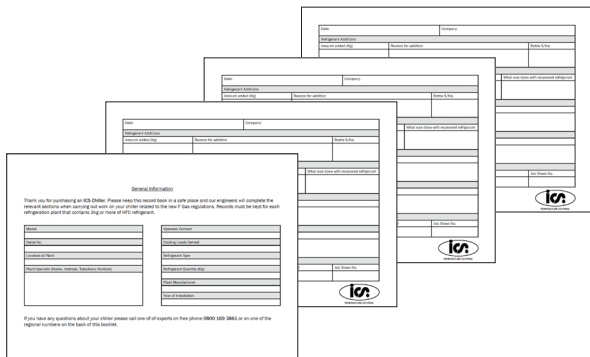 General Information
Thank you for purchasing an ICS Chiller. Please keep this record book in a safe place and our engineers will complete the
relevant sections when carrying out work on your chiller related to the new F Gas regulations. Records must be kept for each
refrigeration plant that contains 3kg or more of HFC refrigerant.
Model
Operator Contact
Serial No
Cooling Loads Served
Location of Plant
Refrigerant Type
Plant Operator (Name, Address, Telephone Number)
Refrigerant Quantity (Kg)
Plant Manufacturer
Year of Installation
If you have any questions about your chiller please call one of of experts on free phone 0800 169 3861 or on one of the
regional numbers on the back of this booklet.
Date:
Company:
Refrigerant Additions
Amount added (Kg)
Reason for addition
What was done with recovered refrigerant
ics
TEMPERATURE CONTROL
Date:
Company:
Refrigerant Additions
Amount added (Kg)
Reason for addition
Bottle S/No.
What was done with recovered refrigerant
Job Sheet No.
ics
TEMPERATURE CONTROL
Date:
Company:
Refrigerant Additions
Amount added (Kg)
Reason for addition
Bottle S/No.
What was done with recovered refrigerant
Job Sheet No.
ics
TEMPERATURE CONTROL